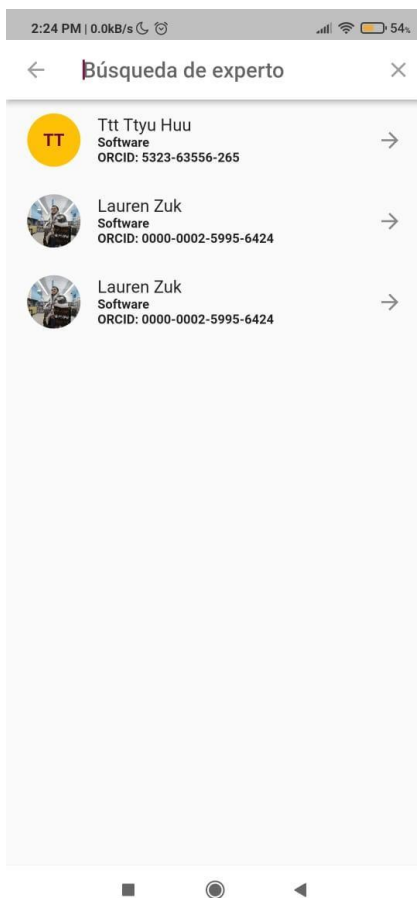 2:24 PM | 0.0kB/s 54%
Búsqueda de experto
TT
Ttt Ttyu Huu
Software
ORCID: 5323-63556-265
Lauren Zuk
Software
ORCID: 0000-0002-5995-6424
Lauren Zuk
Software
ORCID: 0000-0002-5995-6424